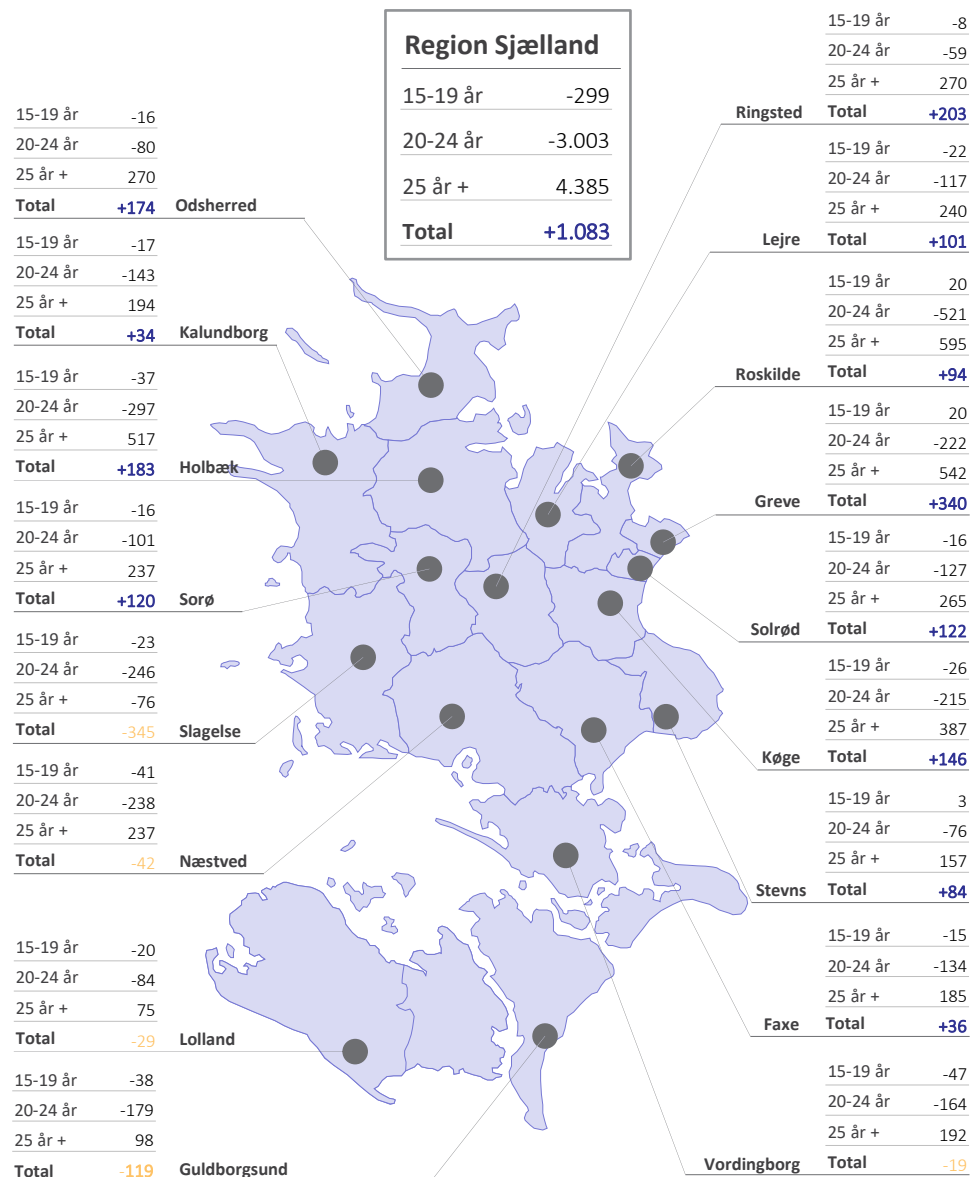 Region Sjælland
15-19 år -299
20-24 år -3.003
25 år + 4.385
Total +1.083
15-19 år -16
20-24 år -80
25 år + 270
Total +174 Odsherred
15-19 år -17
20-24 år -143
25 år + 194
Total +34 Kalundborg
15-19 år -37
20-24 år -297
25 år + 517
Total +183 Holbæk
15-19 år -16
20-24 år -101
25 år + 237
Total +120 Sorø
15-19 år -23
20-24 år -246
25 år + -76
Total -345 Slagelse
15-19 år -41
20-24 år -238
25 år + 237
Total -42 Næstved
15-19 år -20
20-24 år -84
25 år + 75
Total -29 Lolland
15-19 år -38
20-24 år -179
25 år + 98
Total -119 Guldborgsund
15-19 år -8
20-24 år -59
25 år + 270
Ringsted Total +203
15-19 år -22
20-24 år -117
25 år + 240
Lejre Total +101
15-19 år 20
20-24 år -521
25 år + 595
Roskilde Total +94
15-19 år 20
20-24 år -222
25 år + 542
Greve Total +340
15-19 år -16
20-24 år -127
25 år + 265
Solrød Total +122
15-19 år -26
20-24 år -215
25 år + 387
Køge Total +146
15-19 år 3
20-24 år -76
25 år + 157
Stevns Total +84
15-19 år -15
20-24 år -134
25 år + 185
Faxe Total +36
15-19 år -47
20-24 år -164
25 år + 192
Vordingborg Total -19